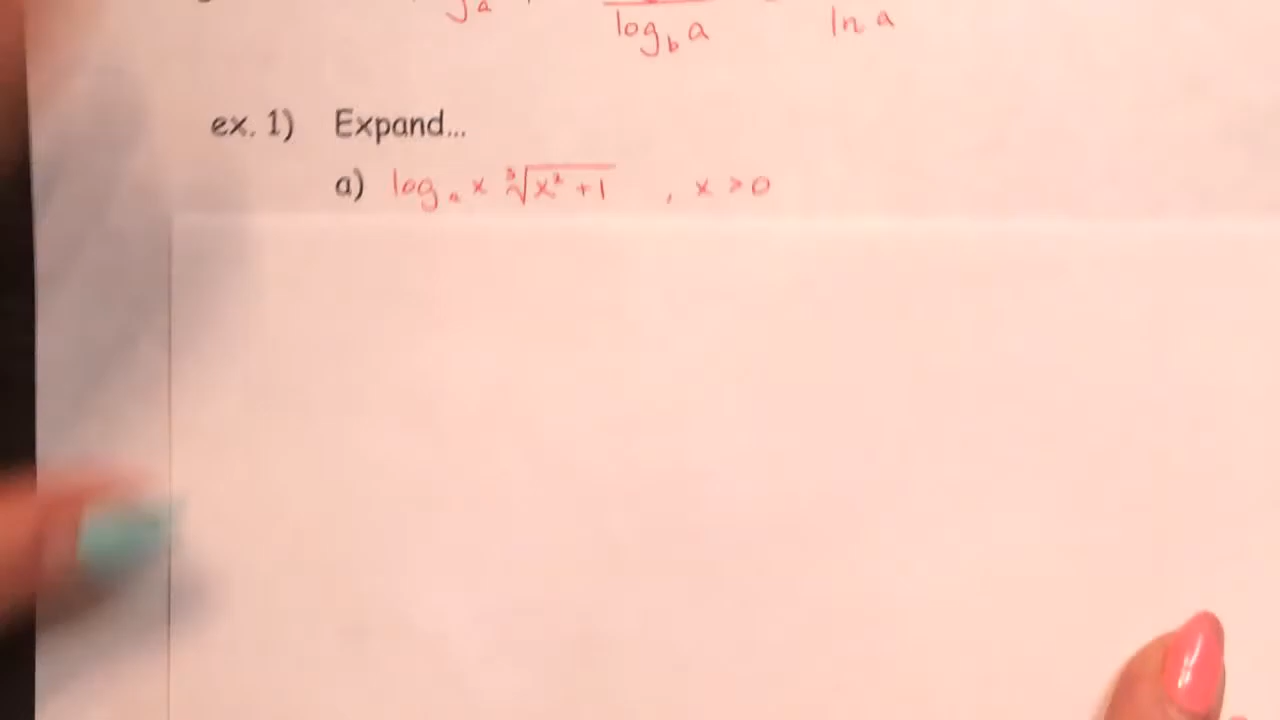 a
log_b a ln a
ex. 1) Expand...
a) log_a x ∛(x² + 1) , x > 0